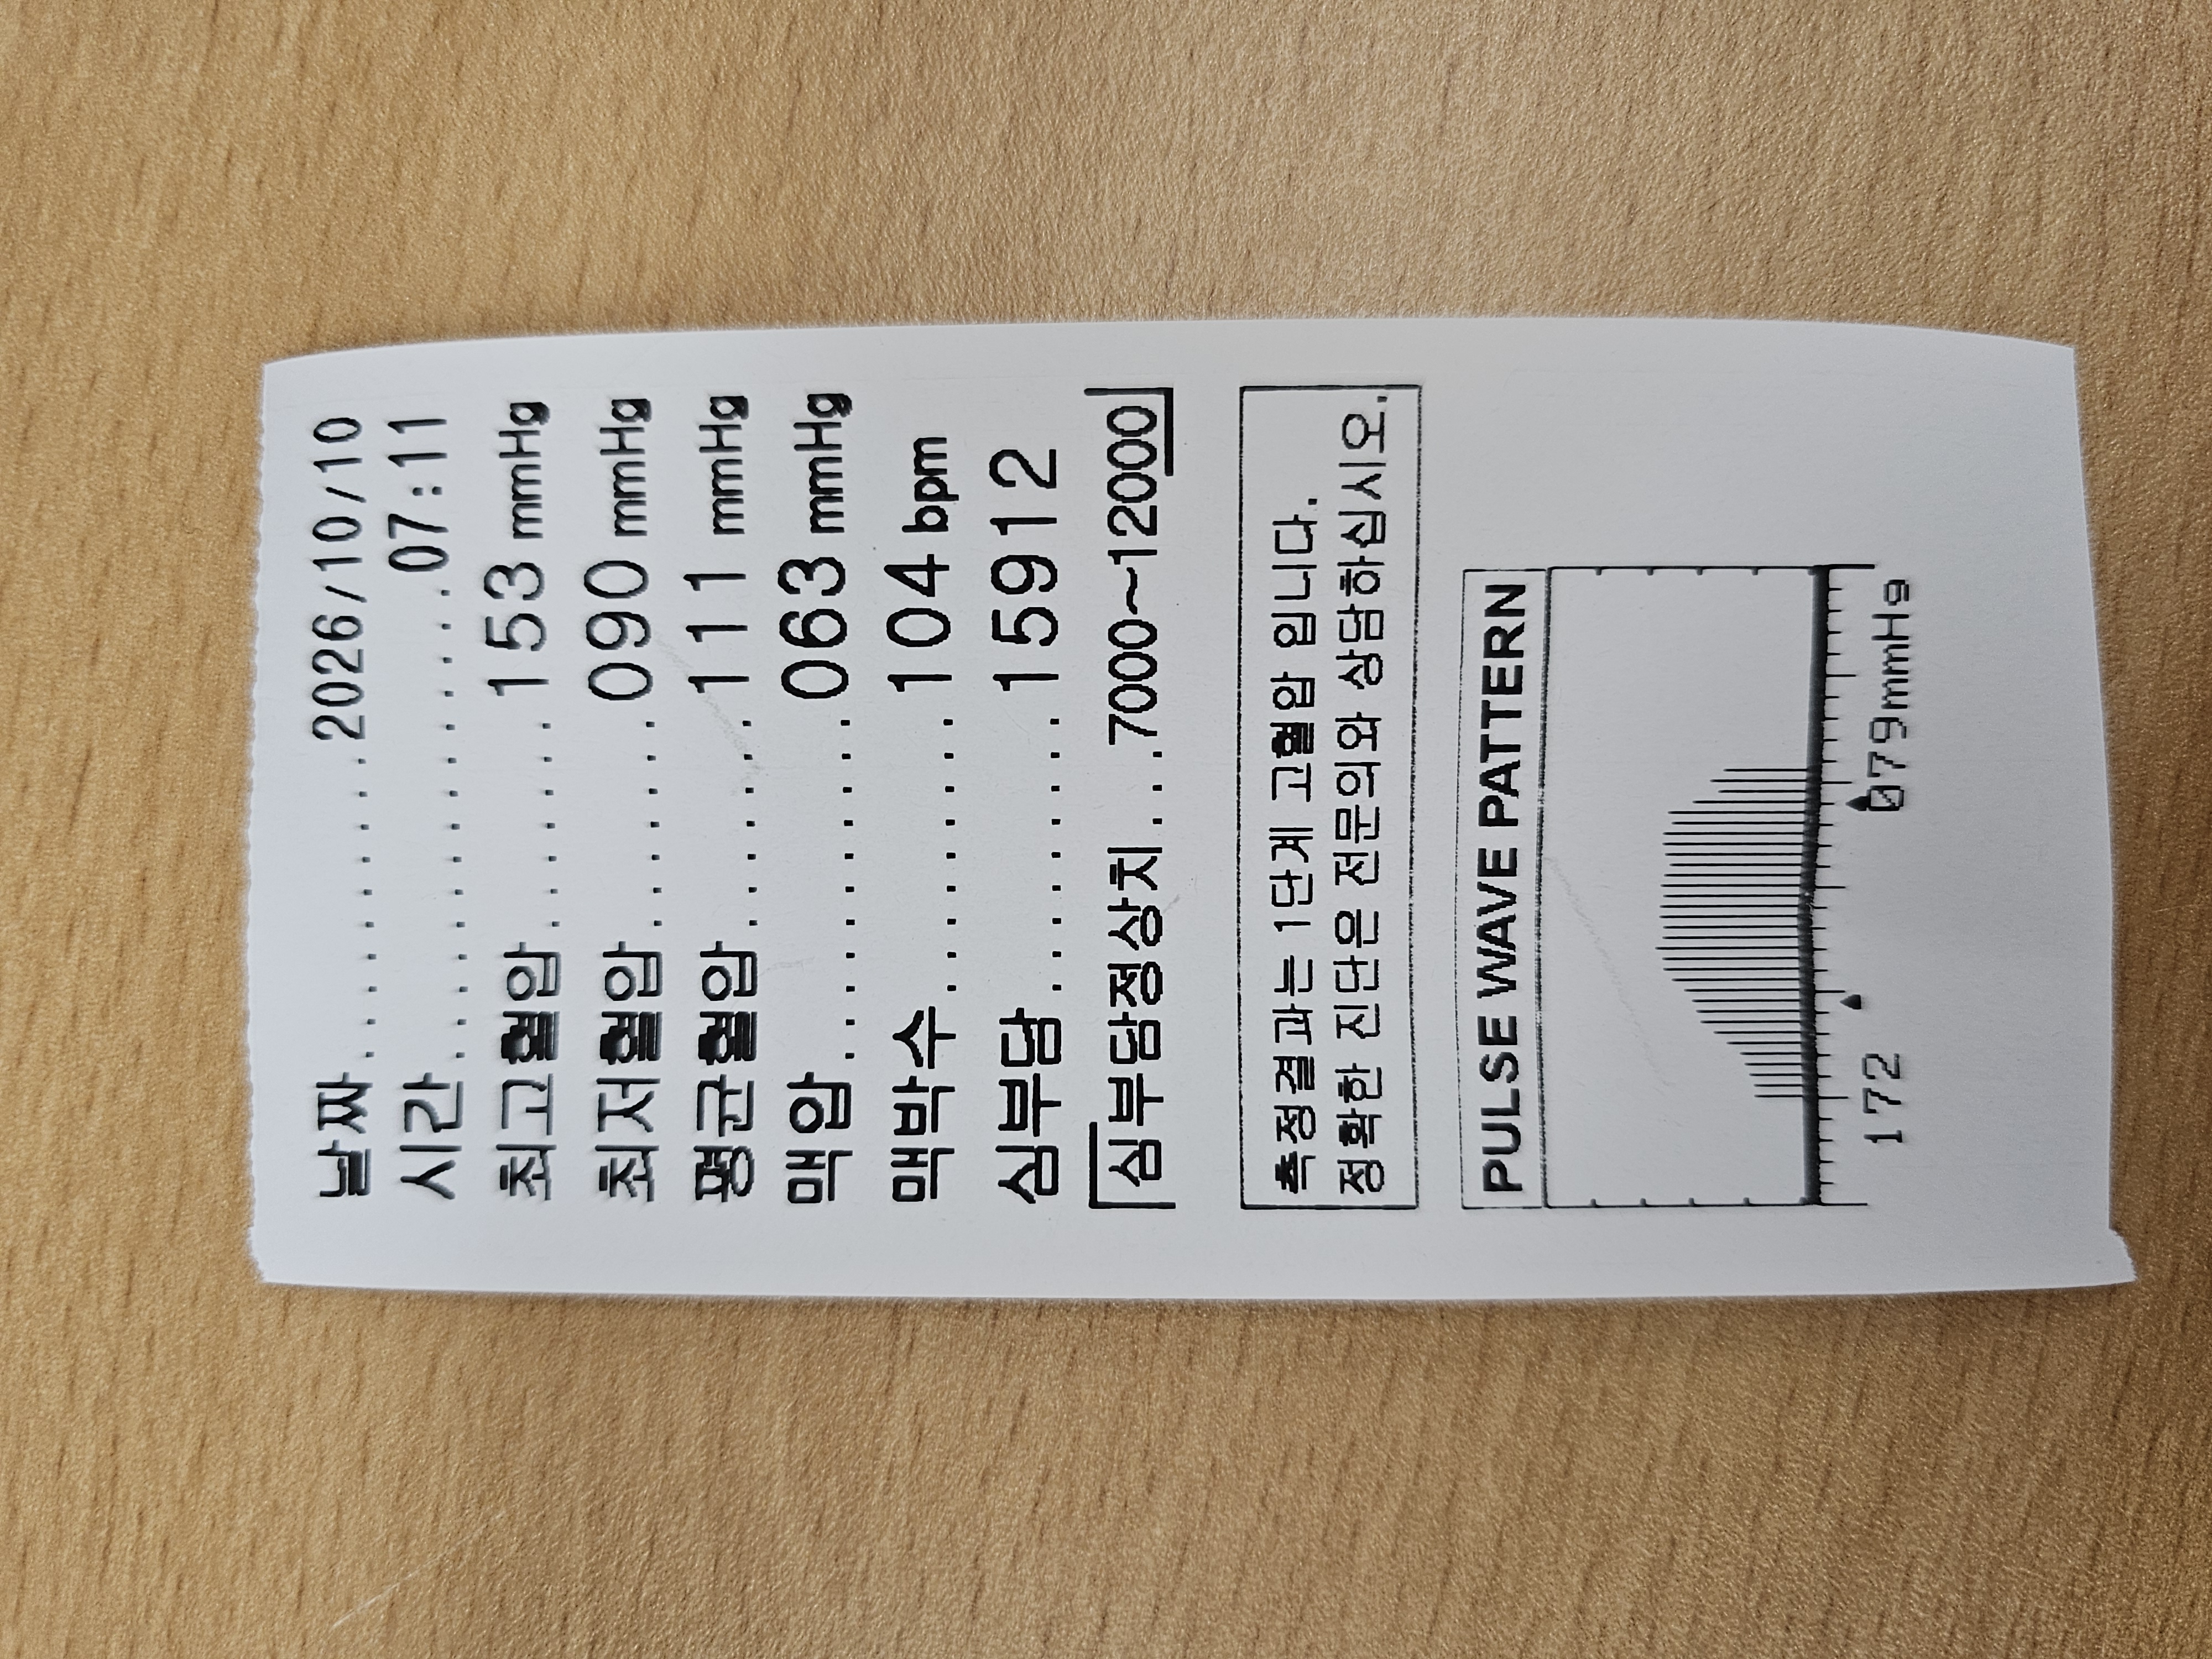 날짜..........2026/10/10
시간................07:11
최고혈압.......153 mmHg
최저혈압.......090 mmHg
평균혈압.......111 mmHg
맥압...........063 mmHg
맥박수.........104 bpm
심부담.........15912
심부담정상치...7000~12000
측정결과는 1단계 고혈압 입니다.
정확한 진단은 전문의와 상담하십시오.
PULSE WAVE PATTERN
172 079mmHg